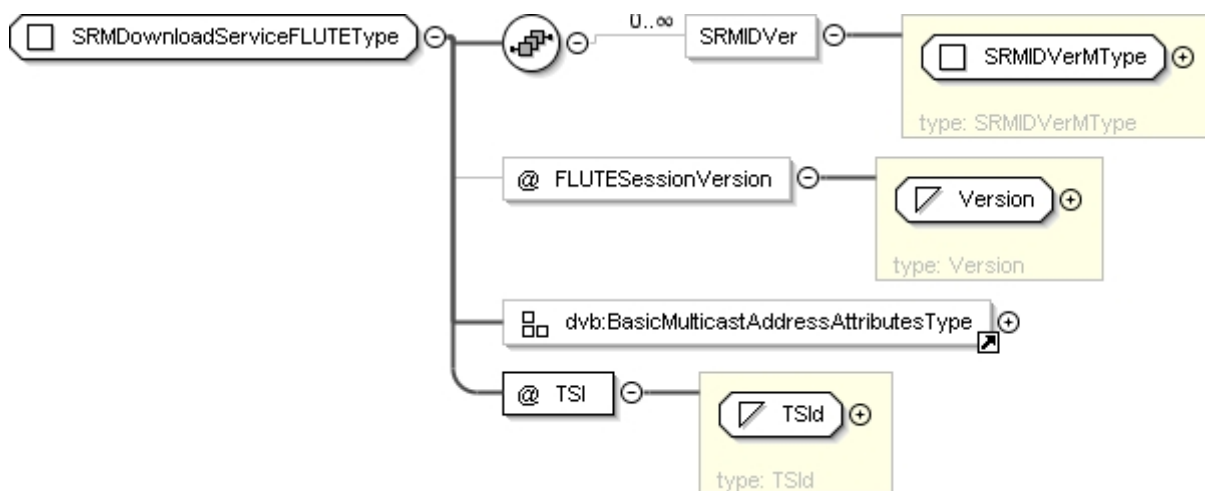 0..∞
SRMDownloadServiceFLUTEType
SRMIDVer
SRMIDVerMType
type: SRMIDVerMType
@ FLUTESessionVersion
Version
type: Version
dvb:BasicMulticastAddressAttributesType
@ TSI
TSId
type: TSId